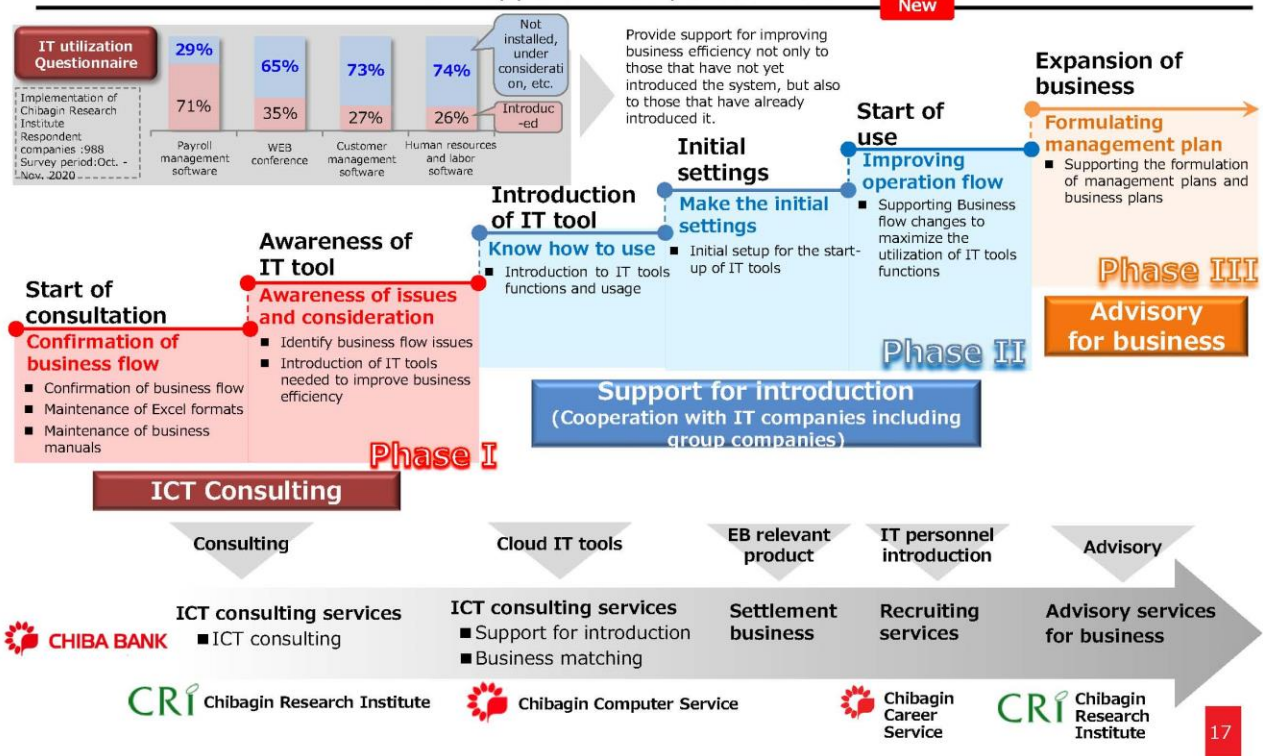 New
IT utilization
Questionnaire
Implementation of
Chibagin Research
Institute
Respondent
companies :988
Survey period:Oct. -
Nov. 2020
29%
71%
65%
35%
73%
27%
74%
26%
Payroll
management
software
WEB
conference
Customer
management
software
Human resources
and labor
software
Not
installed,
under
considerati
on, etc.
Introduc
-ed
Provide support for improving
business efficiency not only to
those that have not yet
introduced the system, but also
to those that have already
introduced it.
Start of
consultation
Confirmation of
business flow
■ Confirmation of business flow
■ Maintenance of Excel formats
■ Maintenance of business
manuals
Awareness of
IT tool
Awareness of issues
and consideration
■ Identify business flow issues
■ Introduction of IT tools
needed to improve business
efficiency
Phase I
ICT Consulting
Introduction
of IT tool
Know how to use
■ Introduction to IT tools
functions and usage
Initial
settings
Make the initial
settings
■ Initial setup for the start-
up of IT tools
Start of
use
Improving
operation flow
■ Supporting Business
flow changes to
maximize the
utilization of IT tools
functions
Phase II
Support for introduction
(Cooperation with IT companies including
group companies)
Expansion of
business
Formulating
management plan
■ Supporting the formulation
of management plans and
business plans
Phase III
Advisory
for business
Consulting
Cloud IT tools
EB relevant
product
IT personnel
introduction
Advisory
CHIBA BANK
ICT consulting services
■ICT consulting
ICT consulting services
■Support for introduction
■Business matching
Settlement
business
Recruiting
services
Advisory services
for business
CRI Chibagin Research Institute
Chibagin Computer Service
Chibagin
Career
Service
CRI Chibagin
Research
Institute
17